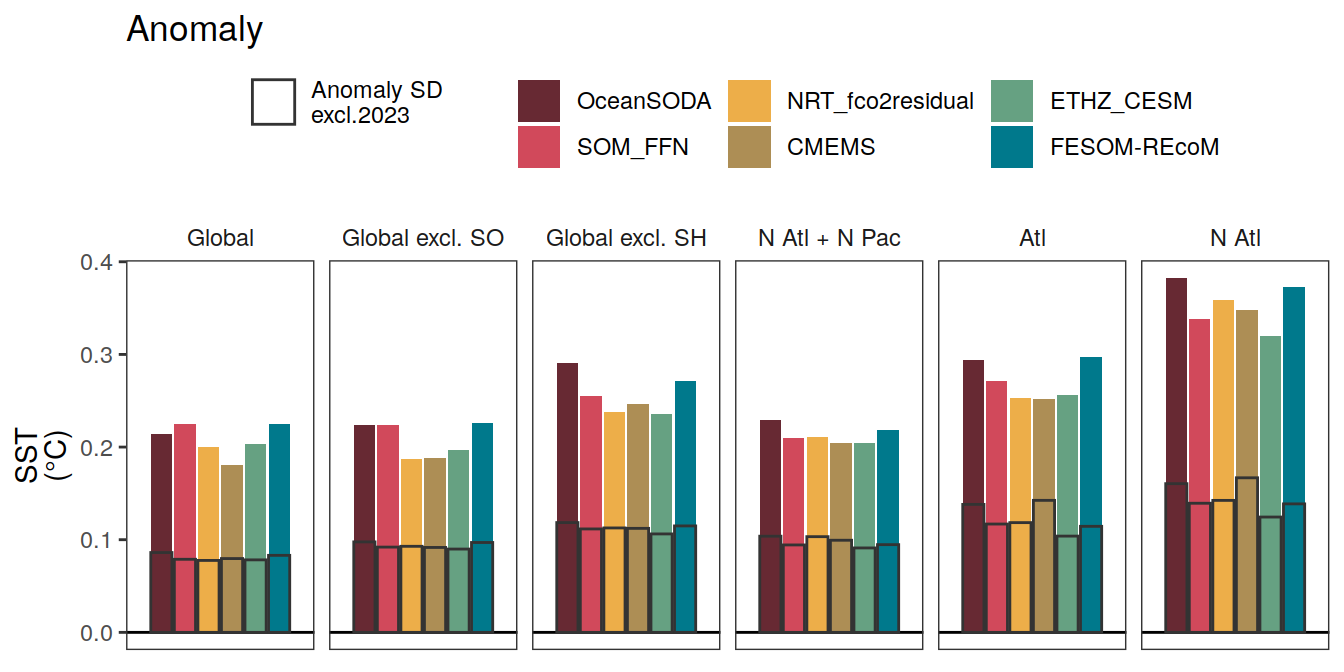 Anomaly
Anomaly SD
excl.2023
OceanSODA
NRT_fco2residual
ETHZ_CESM
SOM_FFN
CMEMS
FESOM-REcoM
Global
Global excl. SO
Global excl. SH
N Atl + N Pac
Atl
N Atl
SST
(°C)
0.4
0.3
0.2
0.1
0.0